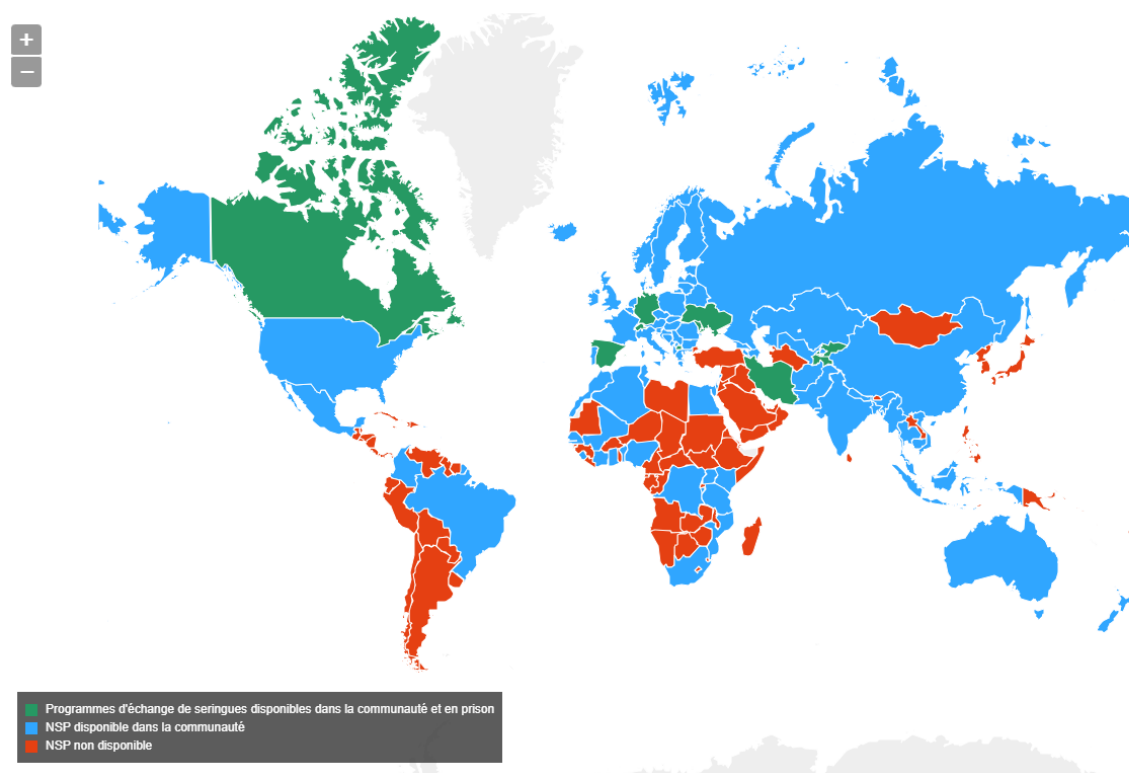 +
−
Programmes d'échange de seringues disponibles dans la communauté et en prison
NSP disponible dans la communauté
NSP non disponible